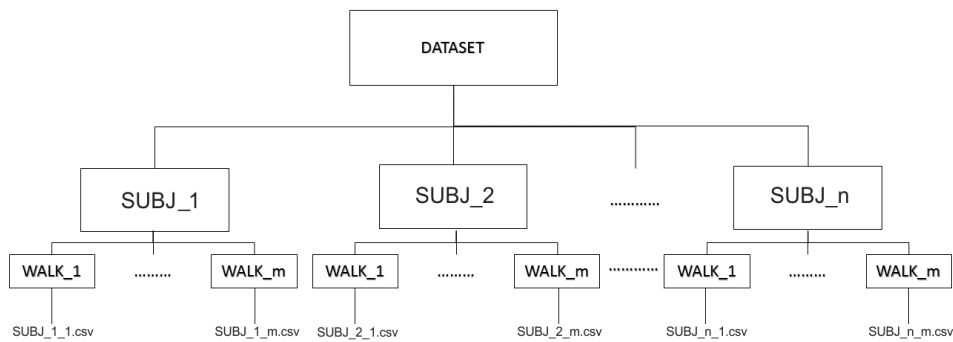 DATASET
SUBJ_1
SUBJ_2
............
SUBJ_n
WALK_1
.........
WALK_m
WALK_1
.........
WALK_m
............
WALK_1
.........
WALK_m
SUBJ_1_1.csv
SUBJ_1_m.csv
SUBJ_2_1.csv
SUBJ_2_m.csv
SUBJ_n_1.csv
SUBJ_n_m.csv